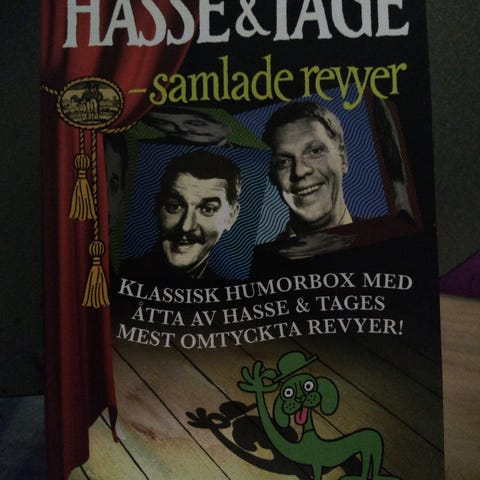 HASSE & TAGE
–samlade revyer
KLASSISK HUMORBOX MED
ÅTTA AV HASSE & TAGES
MEST OMTYCKTA REVYER!